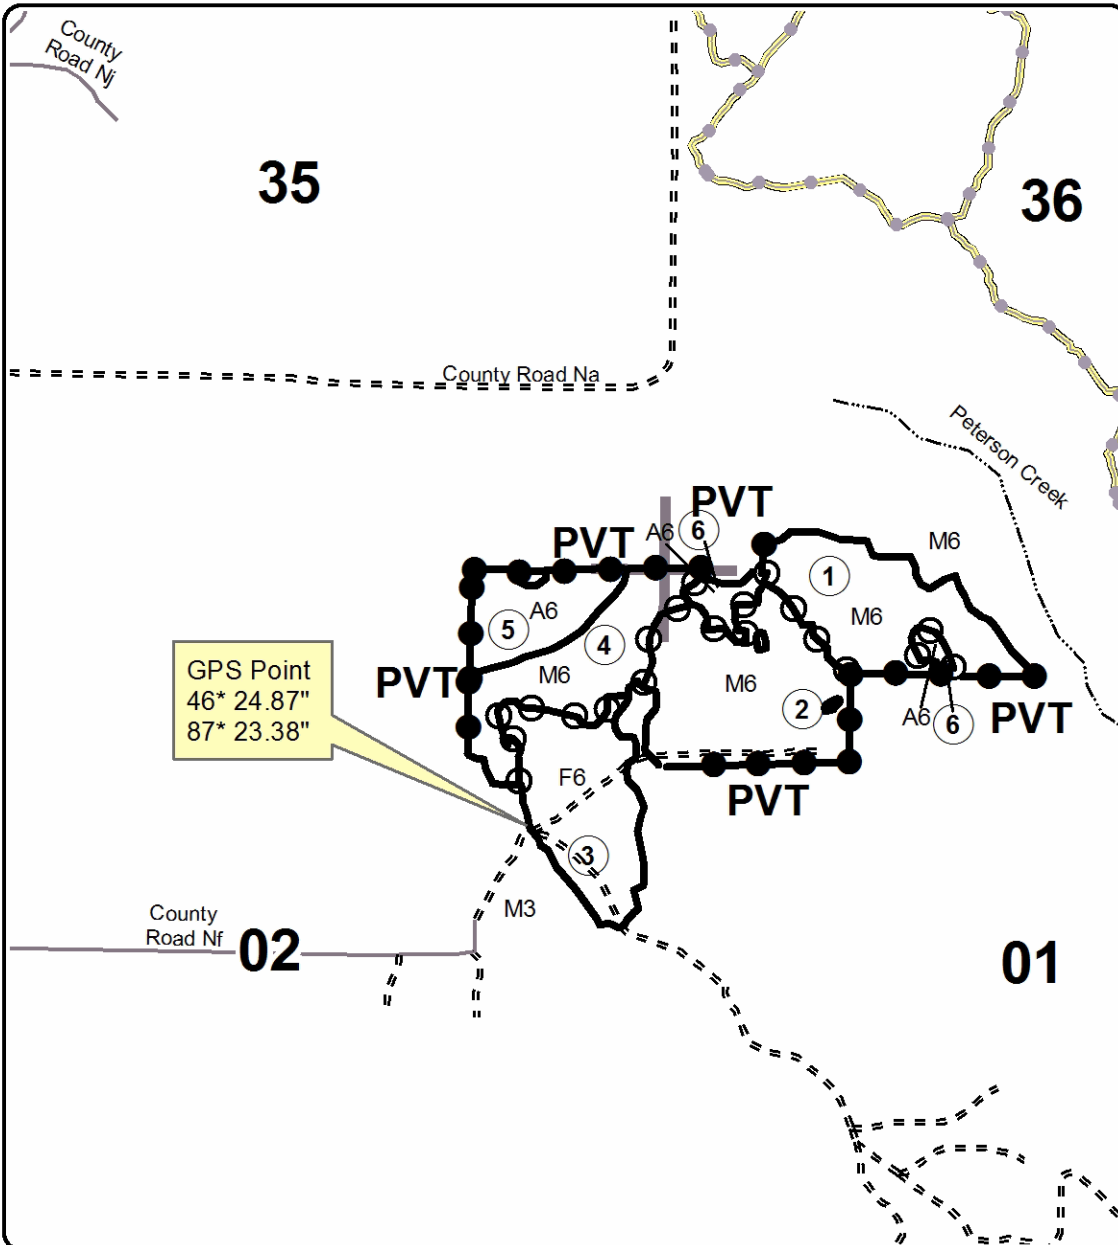 County
Road Nj
35
36
County Road Na
Peterson Creek
PVT
PVT
A6
6
M6
1
A6
M6
5
4
M6
M6
PVT
2
A6
6
PVT
GPS Point
46* 24.87"
87* 23.38"
F6
PVT
3
M3
County
Road Nf
02
01